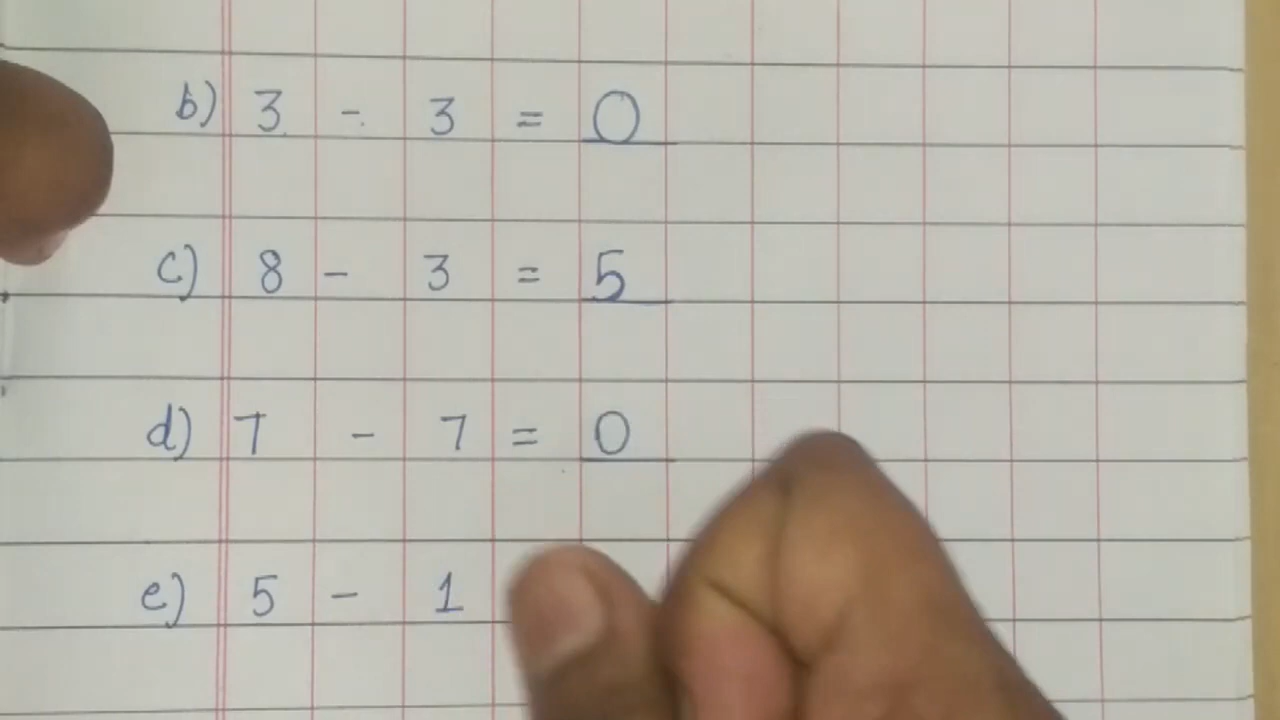 b) 3 - 3 = 0
c) 8 - 3 = 5
d) 7 - 7 = 0
e) 5 - 1